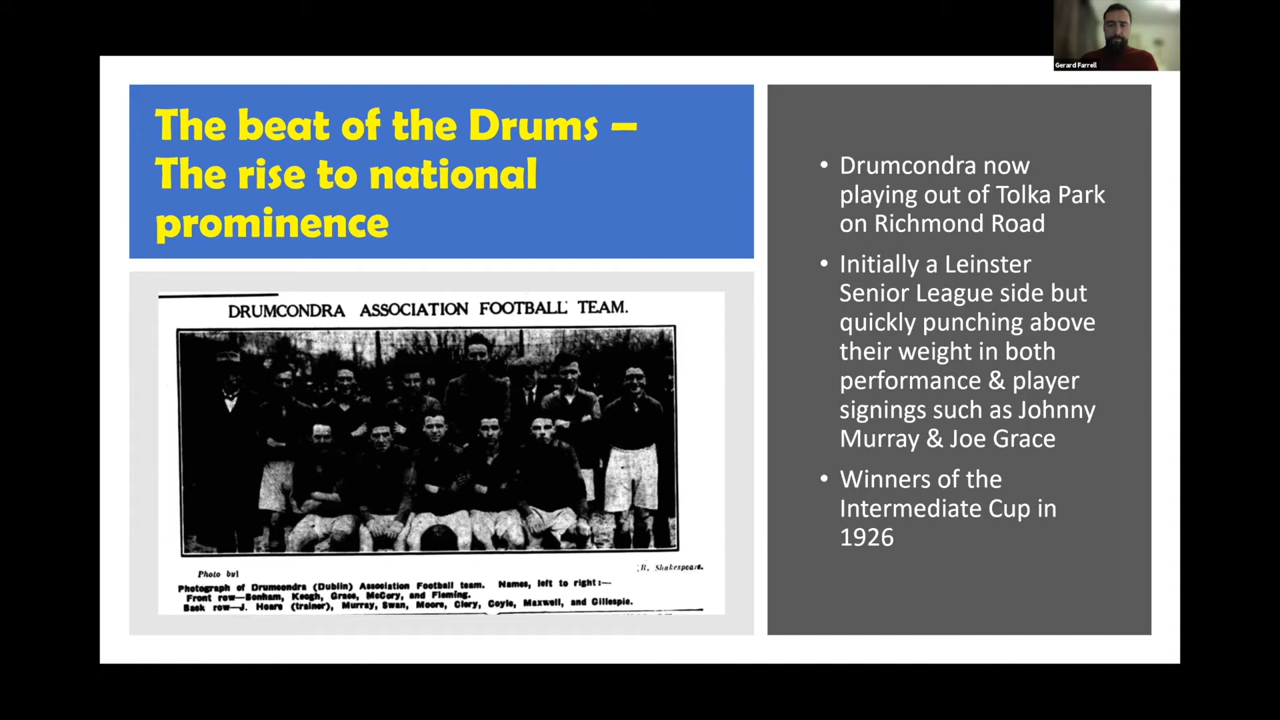 Gerard Farrell
The beat of the Drums –
The rise to national
prominence
DRUMCONDRA ASSOCIATION FOOTBALL TEAM.
Photo by]
[R. Shakespeare.
Photograph of Drumcondra (Dublin) Association Football team. Names, left to right:—
Front row—Bonham, Keogh, Grace, McCory, and Fleming.
Back row—J. Hoare (trainer), Murray, Swan, Moore, Clery, Coyle, Maxwell, and Gillespie.
• Drumcondra now
playing out of Tolka Park
on Richmond Road
• Initially a Leinster
Senior League side but
quickly punching above
their weight in both
performance & player
signings such as Johnny
Murray & Joe Grace
• Winners of the
Intermediate Cup in
1926